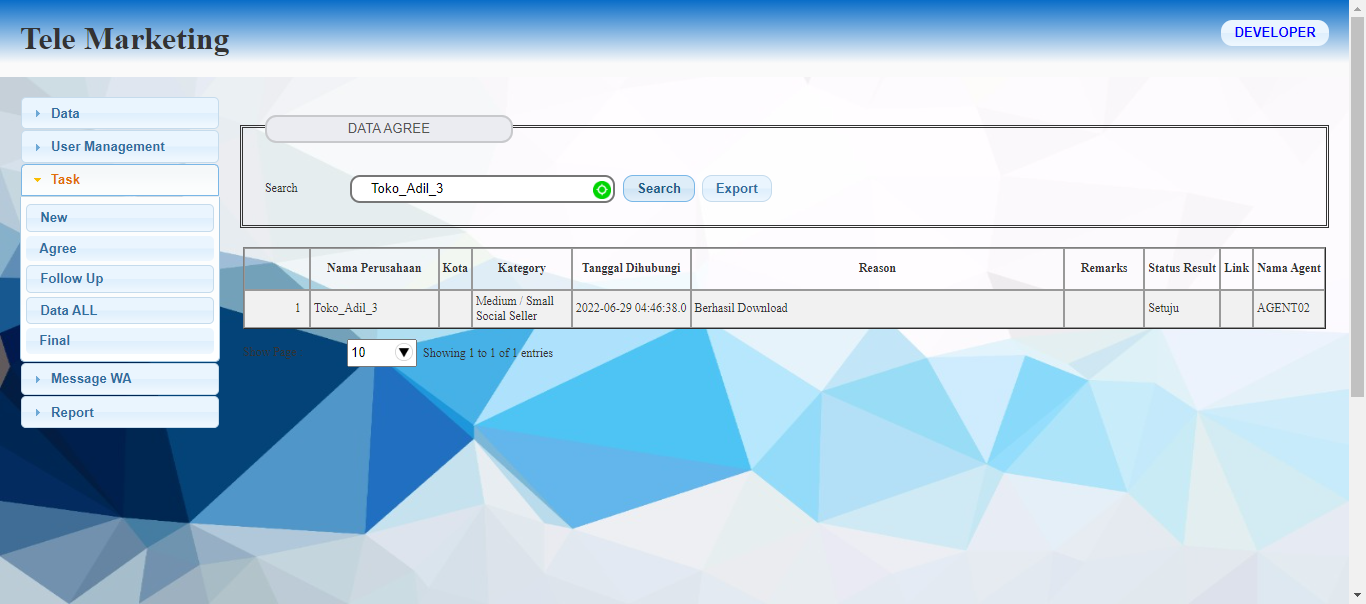 Tele Marketing
DEVELOPER
Data
User Management
Task
New
Agree
Follow Up
Data ALL
Final
Message WA
Report
DATA AGREE
Search Toko_Adil_3 Search Export
Nama Perusahaan Kota Kategory Tanggal Dihubungi Reason Remarks Status Result Link Nama Agent
1 Toko_Adil_3 Medium / Small Social Seller 2022-06-29 04:46:38.0 Berhasil Download Setuju AGENT02
Show Page 10 Showing 1 to 1 of 1 entries